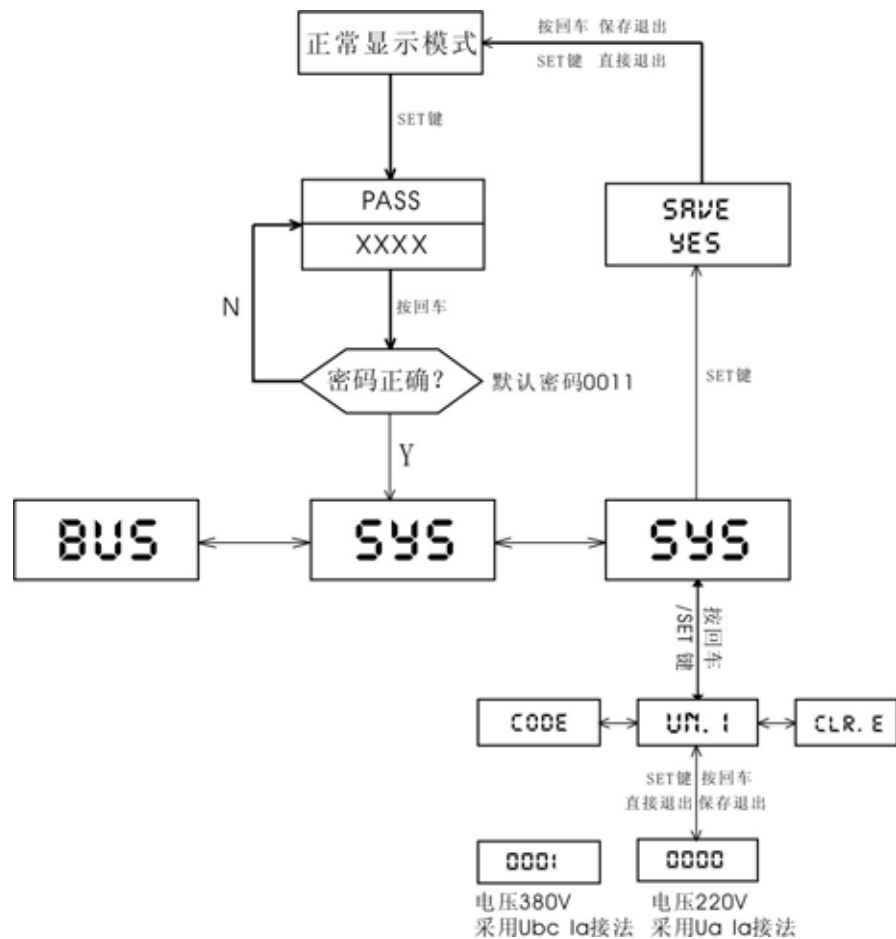 正常显示模式
按回车 保存退出
SET键 直接退出
SET键
PASS
XXXX
SAVE
YES
N
按回车
密码正确?
默认密码0011
SET键
Y
BUS
SYS
SYS
按回车
/SET 键
CODE
UN. 1
CLR. E
SET键 按回车
直接退出 保存退出
0001
0000
电压380V
采用Ubc Ia接法
电压220V
采用Ua Ia接法